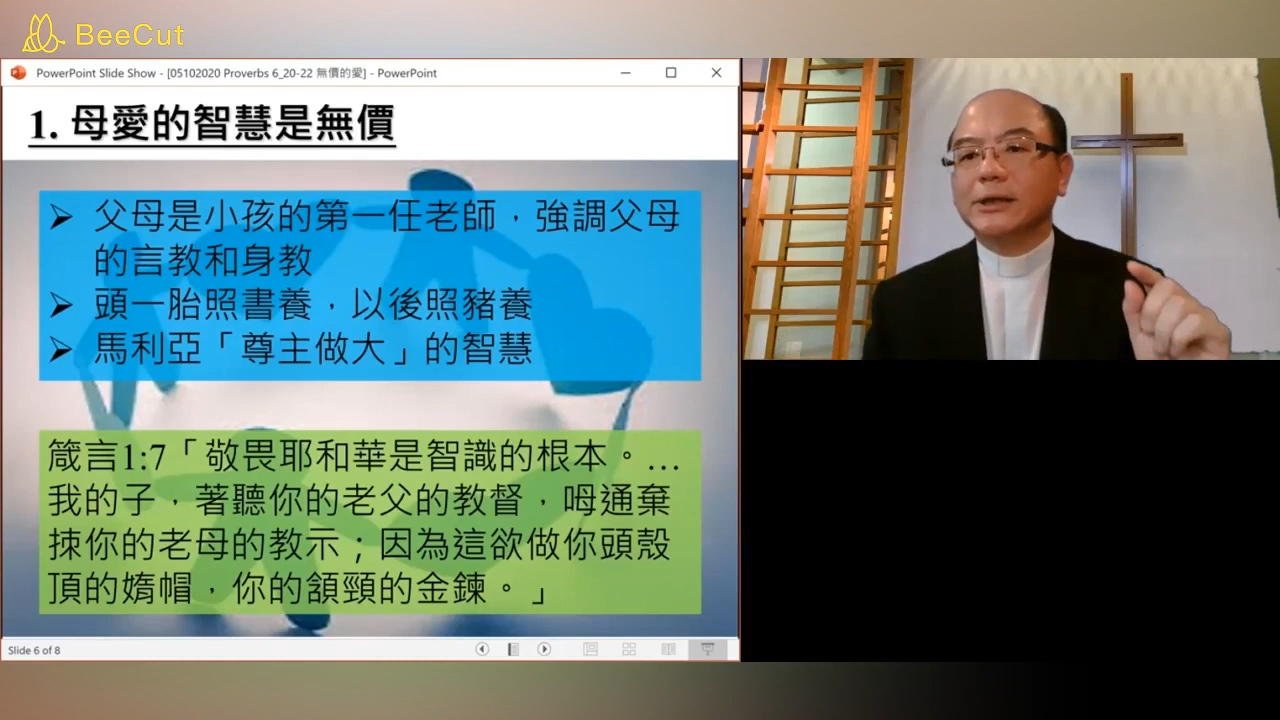 BeeCut
PowerPoint Slide Show - [05102020 Proverbs 6_20-22 無價的愛] - PowerPoint
1. 母愛的智慧是無價
➢ 父母是小孩的第一任老師，強調父母
的言教和身教
➢ 頭一胎照書養，以後照豬養
➢ 馬利亞「尊主做大」的智慧
箴言1:7「敬畏耶和華是智識的根本。…
我的子，著聽你的老父的教督，呣通棄
捒你的老母的教示；因為這欲做你頭殼
頂的媠帽，你的頷頸的金鍊。」
Slide 6 of 8